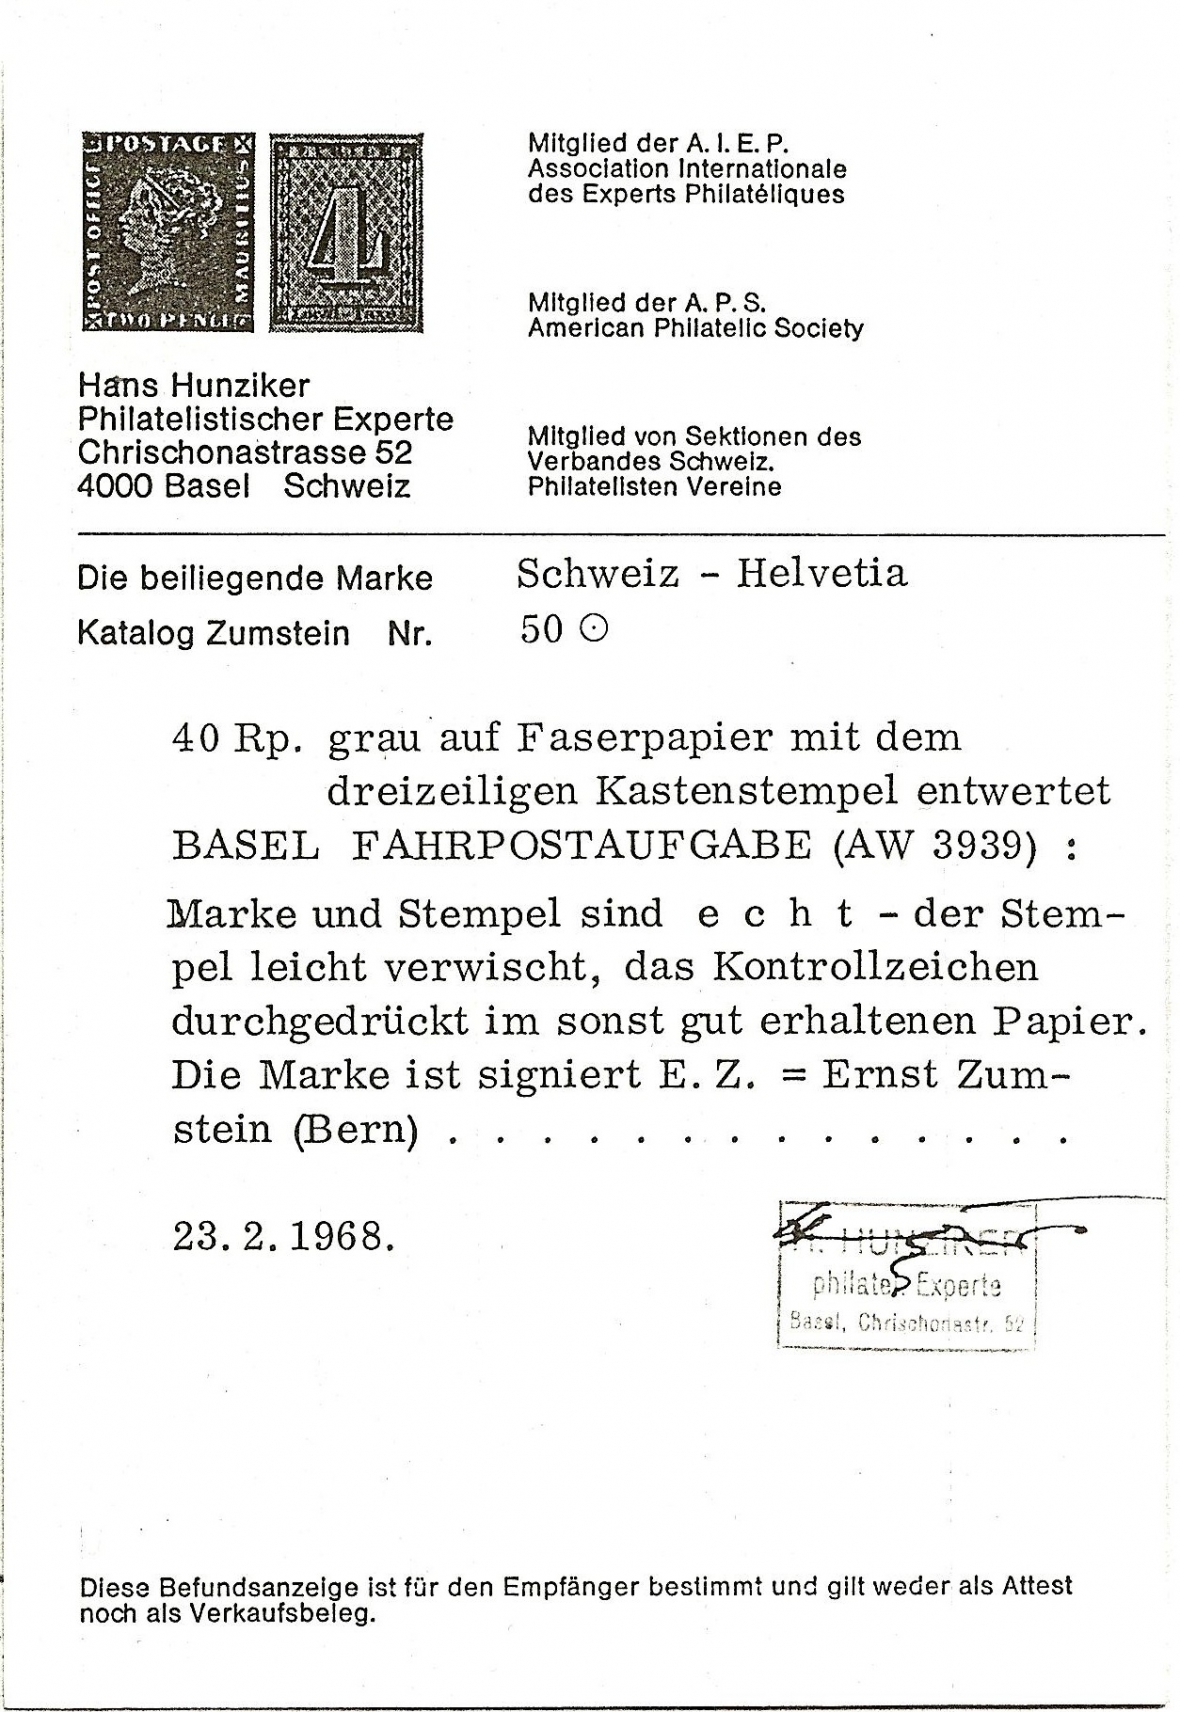 POSTAGE
POST OFFICE
MAURITIUS
TWO PENCE
4
Local-Taxe
Mitglied der A. I. E. P.
Association Internationale
des Experts Philatéliques
Mitglied der A. P. S.
American Philatelic Society
Hans Hunziker
Philatelistischer Experte
Chrischonastrasse 52
4000 Basel Schweiz
Mitglied von Sektionen des
Verbandes Schweiz.
Philatelisten Vereine
Die beiliegende Marke Schweiz - Helvetia
Katalog Zumstein Nr. 50 ⊙
40 Rp. grau auf Faserpapier mit dem
dreizeiligen Kastenstempel entwertet
BASEL FAHRPOSTAUFGABE (AW 3939) :
Marke und Stempel sind e c h t - der Stem-
pel leicht verwischt, das Kontrollzeichen
durchgedrückt im sonst gut erhaltenen Papier.
Die Marke ist signiert E. Z. = Ernst Zum-
stein (Bern) . . . . . . . . . . . . . . . . .
23. 2. 1968.
H. HUNZIKER
philatel. Experte
Basel, Chrischonastr. 52
Diese Befundsanzeige ist für den Empfänger bestimmt und gilt weder als Attest
noch als Verkaufsbeleg.